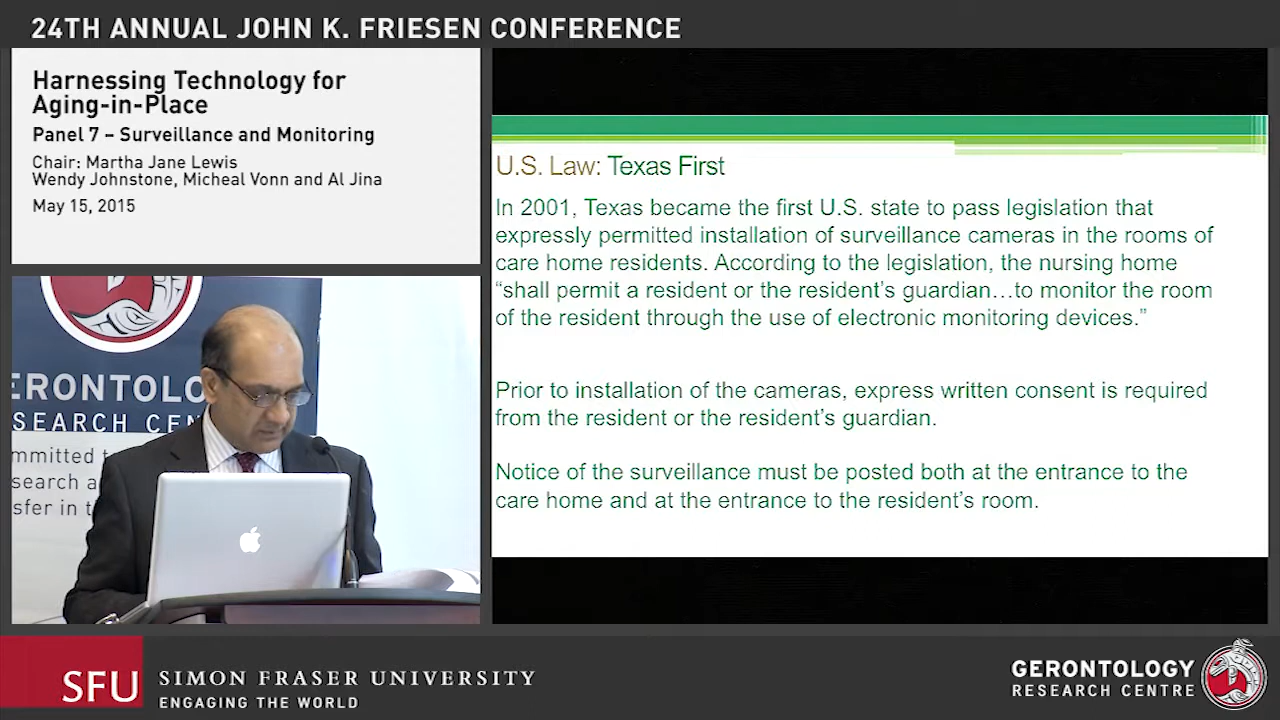 24TH ANNUAL JOHN K. FRIESEN CONFERENCE
Harnessing Technology for
Aging-in-Place
Panel 7 – Surveillance and Monitoring
Chair: Martha Jane Lewis
Wendy Johnstone, Micheal Vonn and Al Jina
May 15, 2015
U.S. Law: Texas First
In 2001, Texas became the first U.S. state to pass legislation that
expressly permitted installation of surveillance cameras in the rooms of
care home residents. According to the legislation, the nursing home
“shall permit a resident or the resident’s guardian…to monitor the room
of the resident through the use of electronic monitoring devices.”
Prior to installation of the cameras, express written consent is required
from the resident or the resident’s guardian.
Notice of the surveillance must be posted both at the entrance to the
care home and at the entrance to the resident’s room.
ERONTOLO
SEARCH CEN
mmitted t
search a
sfer in t
SFU SIMON FRASER UNIVERSITY
ENGAGING THE WORLD
GERONTOLOGY
RESEARCH CENTRE